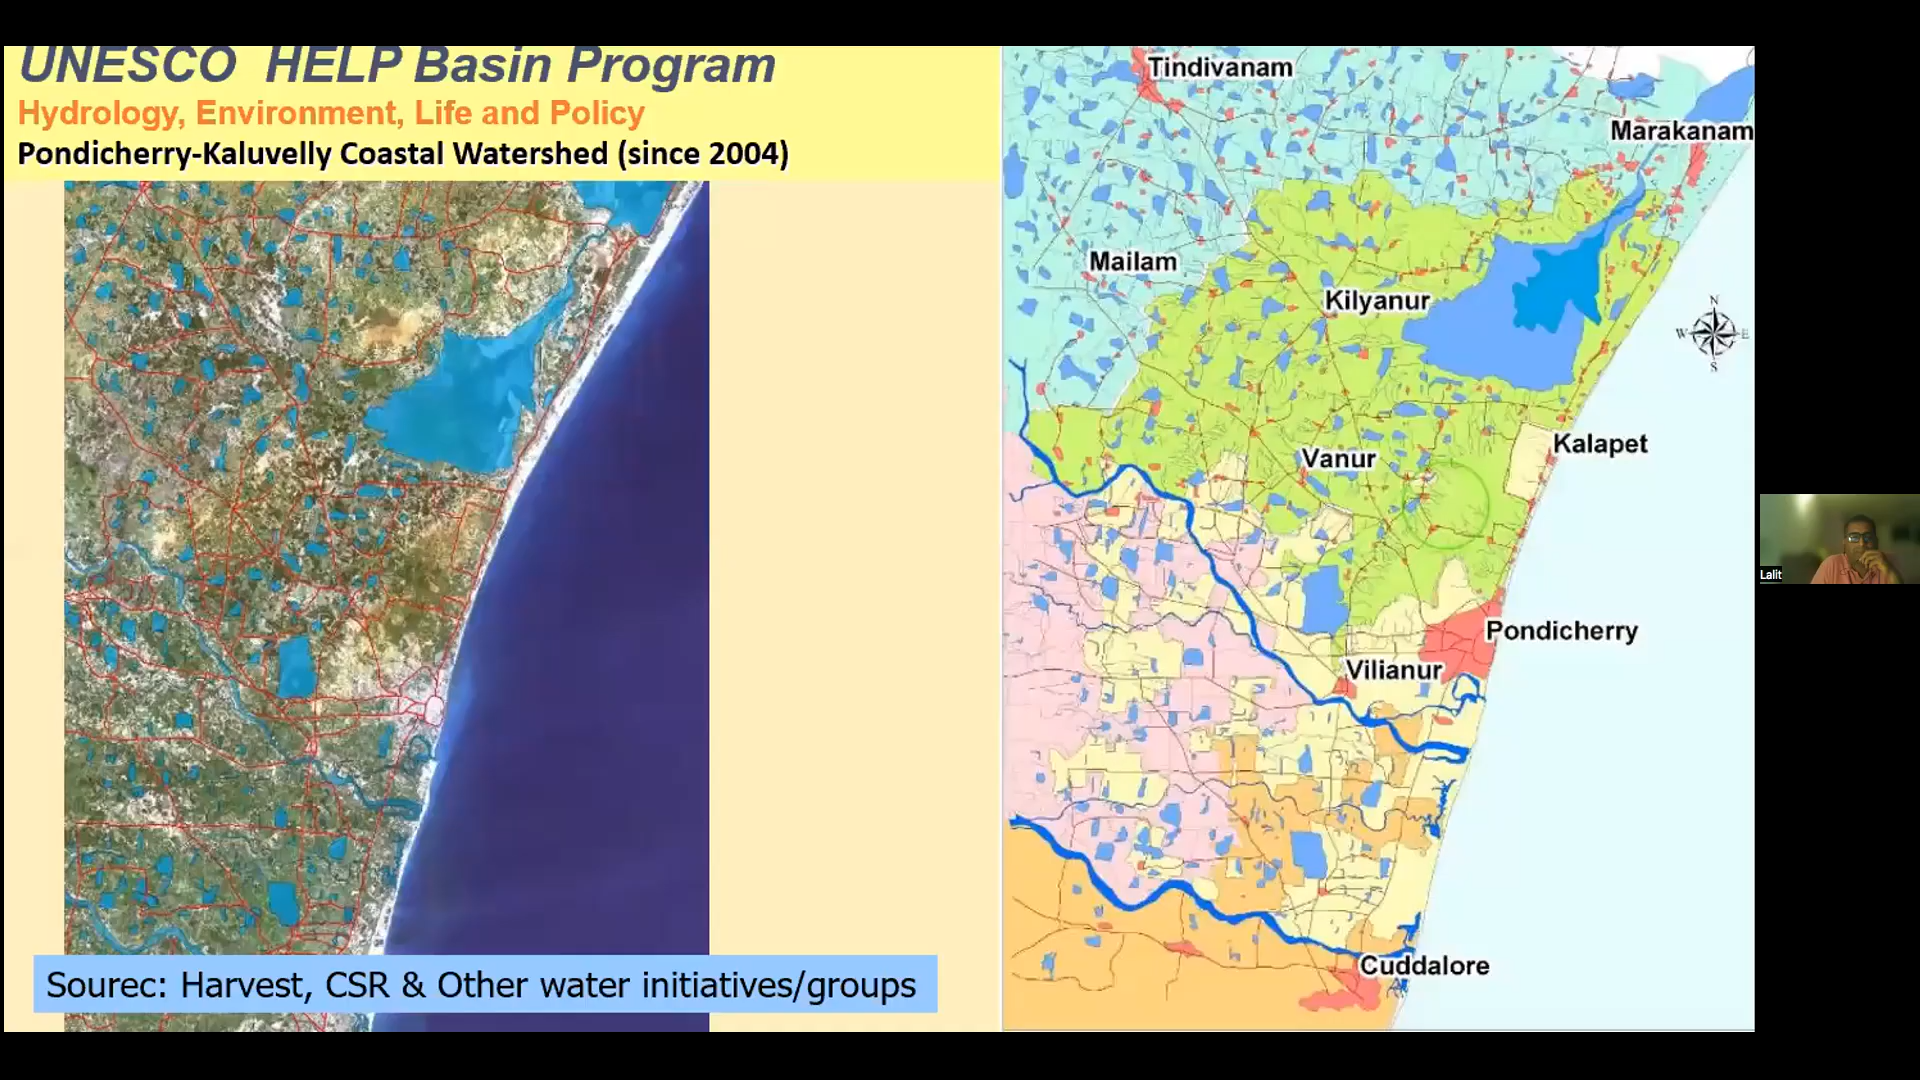 UNESCO HELP Basin Program
Hydrology, Environment, Life and Policy
Pondicherry-Kaluvelly Coastal Watershed (since 2004)
Tindivanam
Marakanam
Mailam
Kilyanur
N
W E
S
Kalapet
Vanur
Lalit
Pondicherry
Vilianur
Cuddalore
Sourec: Harvest, CSR & Other water initiatives/groups